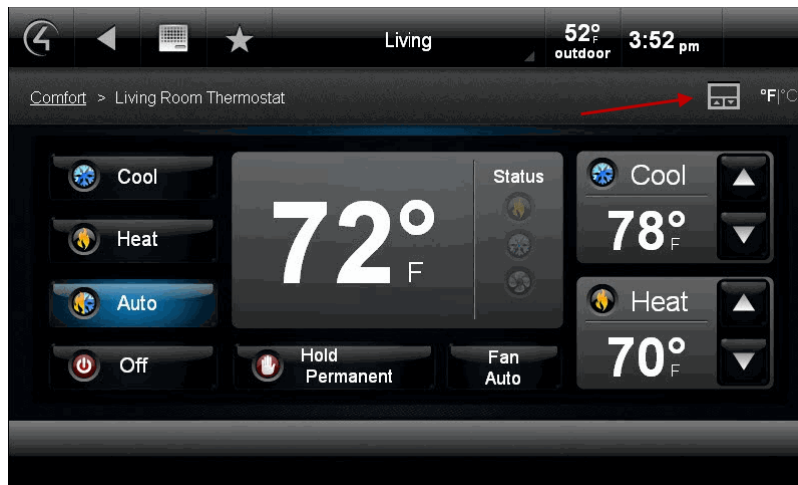 Living
52°F
outdoor
3:52 pm
Comfort > Living Room Thermostat
°F|°C
Cool
Heat
Auto
Off
72°F
Status
Hold
Permanent
Fan
Auto
Cool
78°F
Heat
70°F